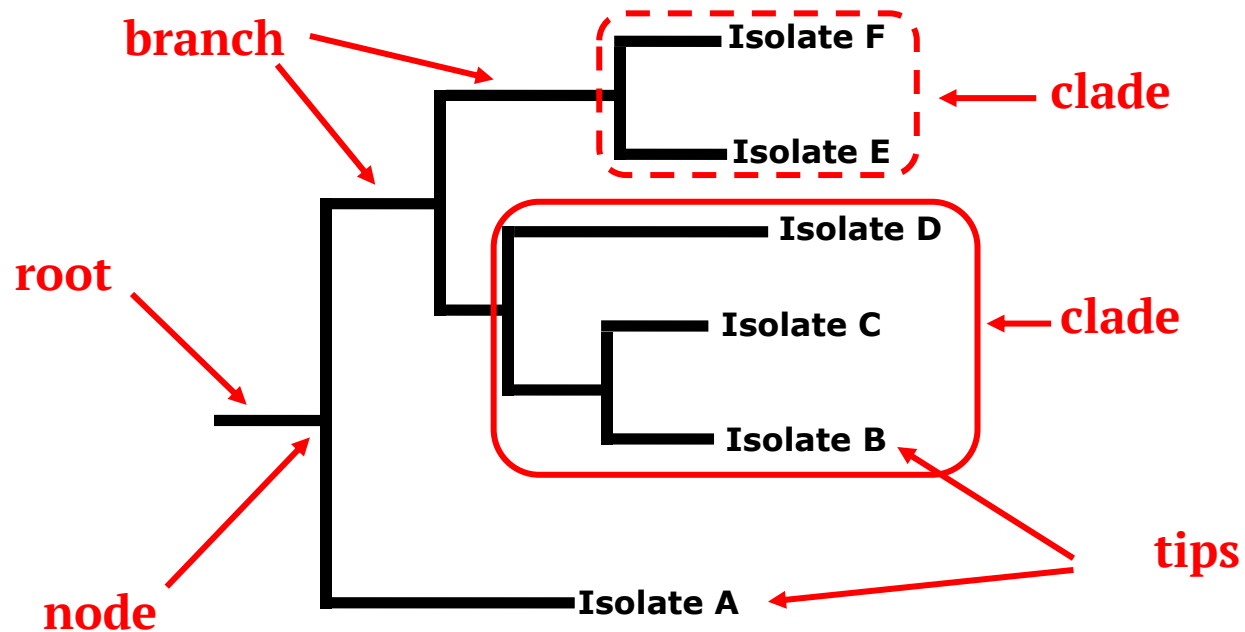 branch
Isolate F
clade
Isolate E
Isolate D
root
Isolate C
clade
Isolate B
tips
Isolate A
node